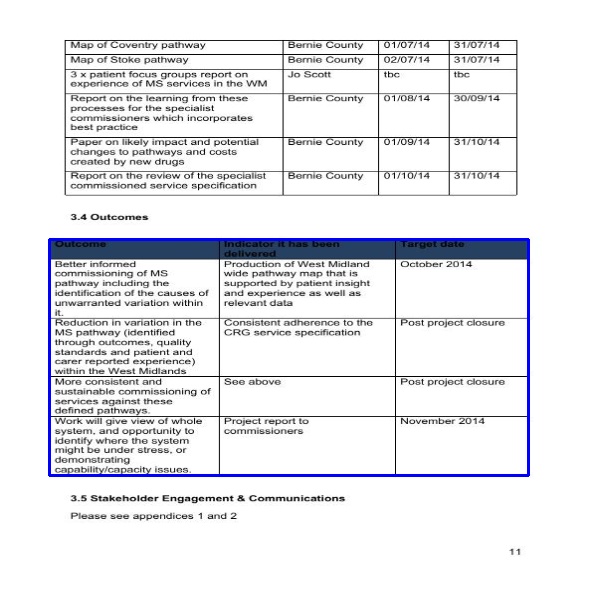 Map of Coventry pathway Bernie County 01/07/14 31/07/14
Map of Stoke pathway Bernie County 02/07/14 31/07/14
3 x patient focus groups report on Jo Scott tbc tbc
experience of MS services in the WM
Report on the learning from these Bernie County 01/08/14 30/09/14
processes for the specialist
commissioners which incorporates
best practice
Paper on likely impact and potential Bernie County 01/09/14 31/10/14
changes to pathways and costs
created by new drugs
Report on the review of the specialist Bernie County 01/10/14 31/10/14
commissioned service specification
3.4 Outcomes
Outcome Indicator it has been Target date
delivered
Better informed Production of West Midland October 2014
commissioning of MS wide pathway map that is
pathway including the supported by patient insight
identification of the causes of and experience as well as
unwarranted variation within relevant data
it.
Reduction in variation in the Consistent adherence to the Post project closure
MS pathway (identified CRG service specification
through outcomes, quality
standards and patient and
carer reported experience)
within the West Midlands
More consistent and See above Post project closure
sustainable commissioning of
services against these
defined pathways.
Work will give view of whole Project report to November 2014
system, and opportunity to commissioners
identify where the system
might be under stress, or
demonstrating
capability/capacity issues.
3.5 Stakeholder Engagement & Communications
Please see appendices 1 and 2
11